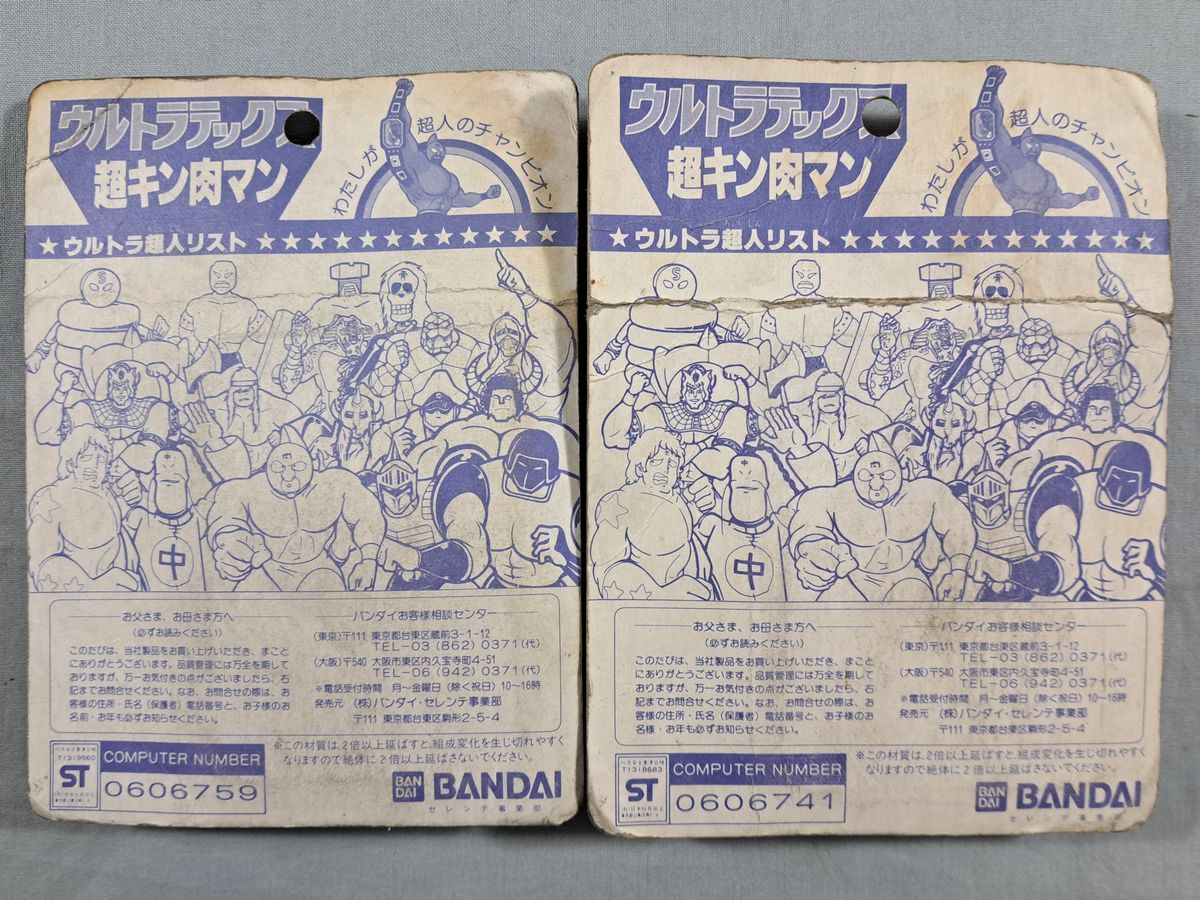 ウルトラテックス
超キン肉マン
わたしが
超人のチャンピオン
★ウルトラ超人リスト★★★★★★★★★★★★
S
中
お父さま、お母さま方へ
(必ずお読みください)
このたびは、当社製品をお買い上げいただき、まこと
にありがとうございます。品質管理には万全を期して
おりますが、万一お気付きの点がございましたら、右
記までお問合せください。なお、お問合せの際は、お
客様の住所・氏名(保護者)電話番号と、お子様のお
名前・お年も必ずお知らせください。
バンダイお客様相談センター
(東京)〒111 東京都台東区蔵前3-1-12
TEL-03(862)0371(代)
(大阪)〒540 大阪市東区内久宝寺町4-51
TEL-06(942)0371(代)
※電話受付時間 月〜金曜日(除く祝日)10〜16時
発売元 (株)バンダイ・セレンテ事業部
〒111 東京都台東区駒形2-5-4
T1319560
ST
COMPUTER NUMBER
0606759
※この材質は、2倍以上延ばすと、組成変化を生じ切れやすく
なりますので絶対に2倍以上延ばさないでください。
BAN
DAI
BANDAI
セレンテ事業部
ウルトラテックス
超キン肉マン
わたしが
超人のチャンピオン
★ウルトラ超人リスト★★★★★★★★★★★★
S
中
お父さま、お母さま方へ
(必ずお読みください)
このたびは、当社製品をお買い上げいただき、まこと
にありがとうございます。品質管理には万全を期して
おりますが、万一お気付きの点がございましたら、右
記までお問合せください。なお、お問合せの際は、お
客様の住所・氏名(保護者)電話番号と、お子様のお
名様・お年も必ずお知らせください。
バンダイお客様相談センター
(東京)〒111 東京都台東区蔵前3-1-12
TEL-03(862)0371(代)
(大阪)〒540 大阪市東区内久宝寺町4-51
TEL-06(942)0371(代)
※電話受付時間 月〜金曜日(除く祝日)10〜16時
発売元 (株)バンダイ・セレンテ事業部
〒111 東京都台東区駒形2-5-4
T1318683
ST
COMPUTER NUMBER
0606741
※この材質は、2倍以上延ばすと、組成変化を生じ切れやすく
なりますので絶対に2倍以上延ばさないでください。
BAN
DAI
BANDAI
セレンテ事業部